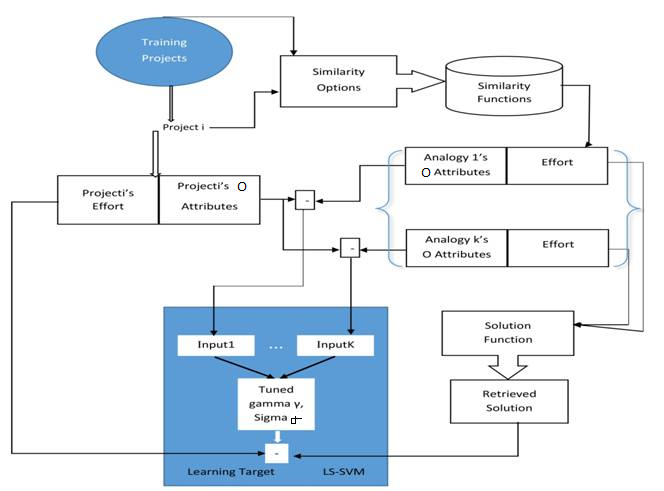 Training
Projects
Similarity
Options
Similarity
Functions
Project i
Projecti's
Effort
Projecti's O
Attributes
Analogy 1's
O Attributes
Effort
Analogy k's
O Attributes
Effort
-
-
Input1
...
InputK
Tuned
gamma γ,
Sigma
-
Learning Target
LS-SVM
Solution
Function
Retrieved
Solution